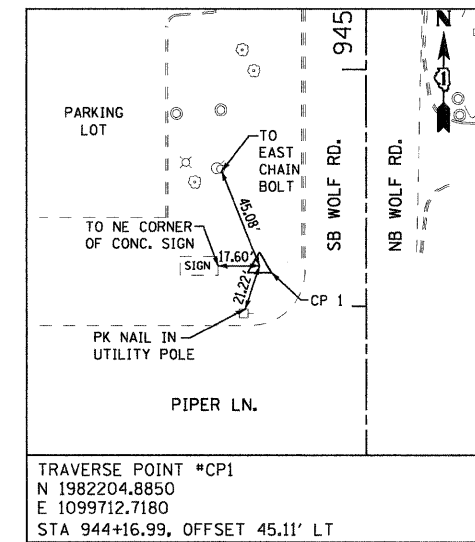 945
N
1
PARKING
LOT
TO
EAST
CHAIN
BOLT
SB WOLF RD.
NB WOLF RD.
45.08'
TO NE CORNER
OF CONC. SIGN
SIGN
17.60'
21.22'
CP 1
PK NAIL IN
UTILITY POLE
PIPER LN.
TRAVERSE POINT #CP1
N 1982204.8850
E 1099712.7180
STA 944+16.99, OFFSET 45.11' LT